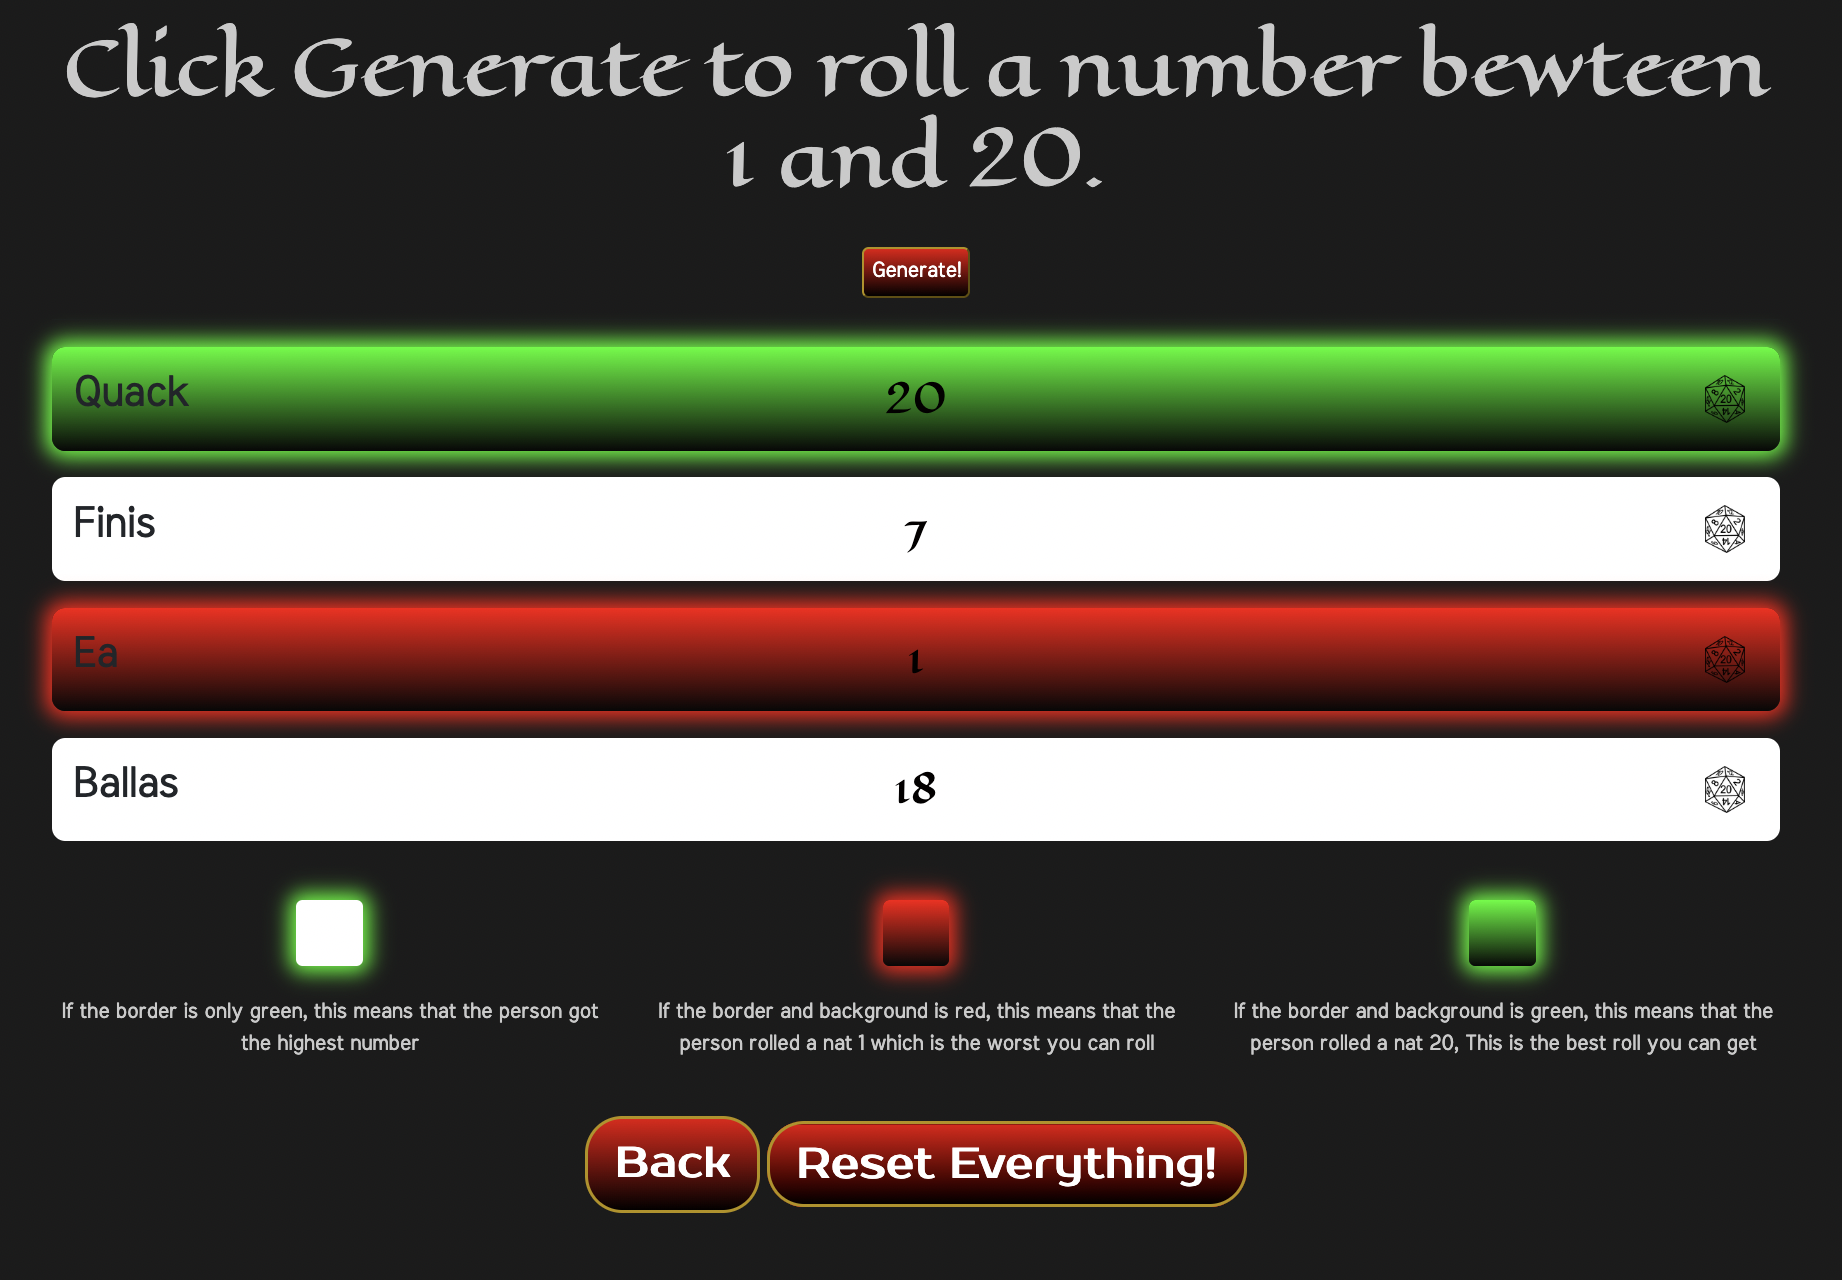 Click Generate to roll a number bewteen
1 and 20.
Generate!
Quack 20 20
Finis 7 20
Ea 1 20
Ballas 18 20
If the border is only green, this means that the person got
the highest number
If the border and background is red, this means that the
person rolled a nat 1 which is the worst you can roll
If the border and background is green, this means that the
person rolled a nat 20, This is the best roll you can get
Back Reset Everything!